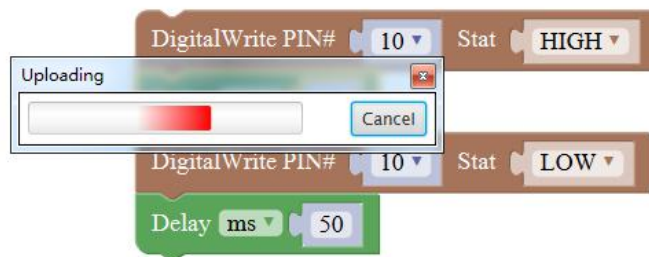 DigitalWrite PIN# 10 Stat HIGH
Uploading
Cancel
DigitalWrite PIN# 10 Stat LOW
Delay ms 50